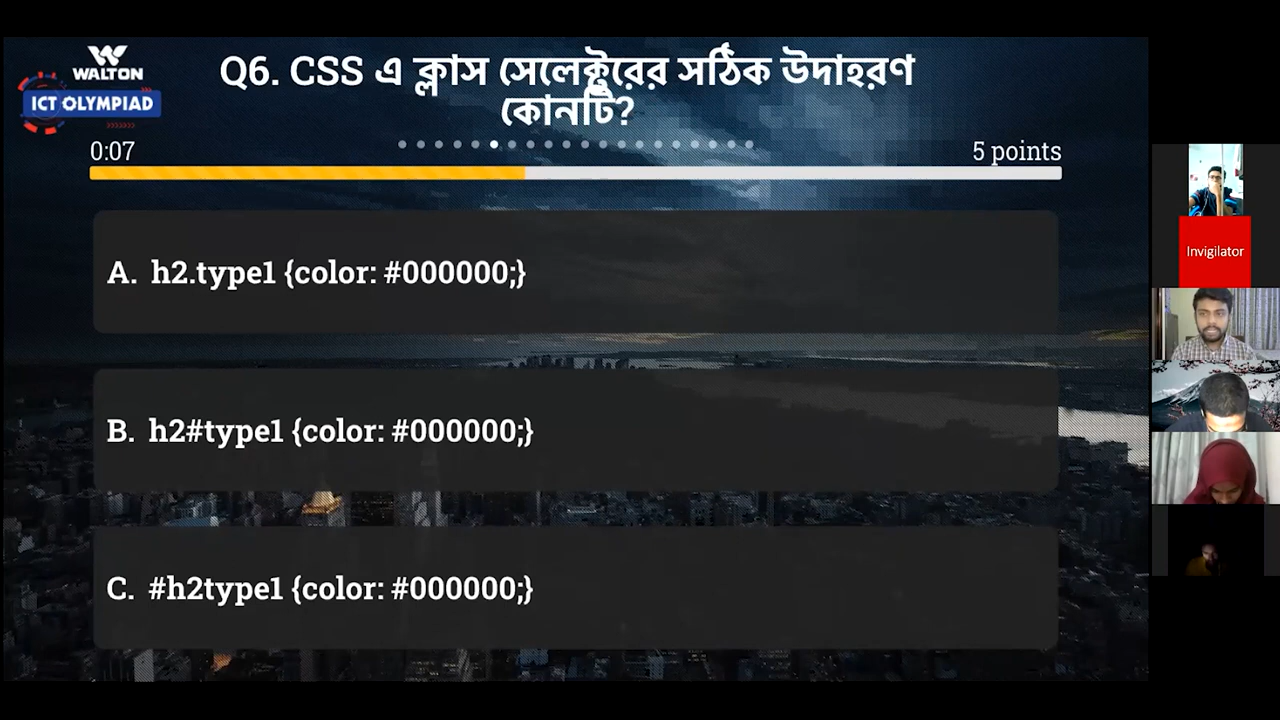 WALTON
ICT OLYMPIAD
Q6. CSS এ ক্লাস সেলেক্টরের সঠিক উদাহরণ
কোনটি?
0:07
5 points
A. h2.type1 {color: #000000;}
B. h2#type1 {color: #000000;}
C. #h2type1 {color: #000000;}
Invigilator